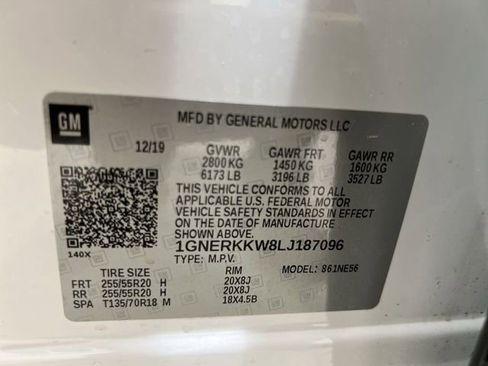 GM
MFD BY GENERAL MOTORS LLC
12/19 GVWR GAWR FRT GAWR RR
2800 KG 1450 KG 1600 KG
6173 LB 3196 LB 3527 LB
THIS VEHICLE CONFORMS TO ALL
APPLICABLE U.S. FEDERAL MOTOR
VEHICLE SAFETY STANDARDS IN EFFECT
ON THE DATE OF MANUFACTURE
SHOWN ABOVE.
1GNERKKW8LJ187096
140X
TYPE: M.P.V. MODEL: 861NE56
TIRE SIZE RIM
FRT 255/55R20 H 20X8J
RR 255/55R20 H 20X8J
SPA T135/70R18 M 18X4.5B